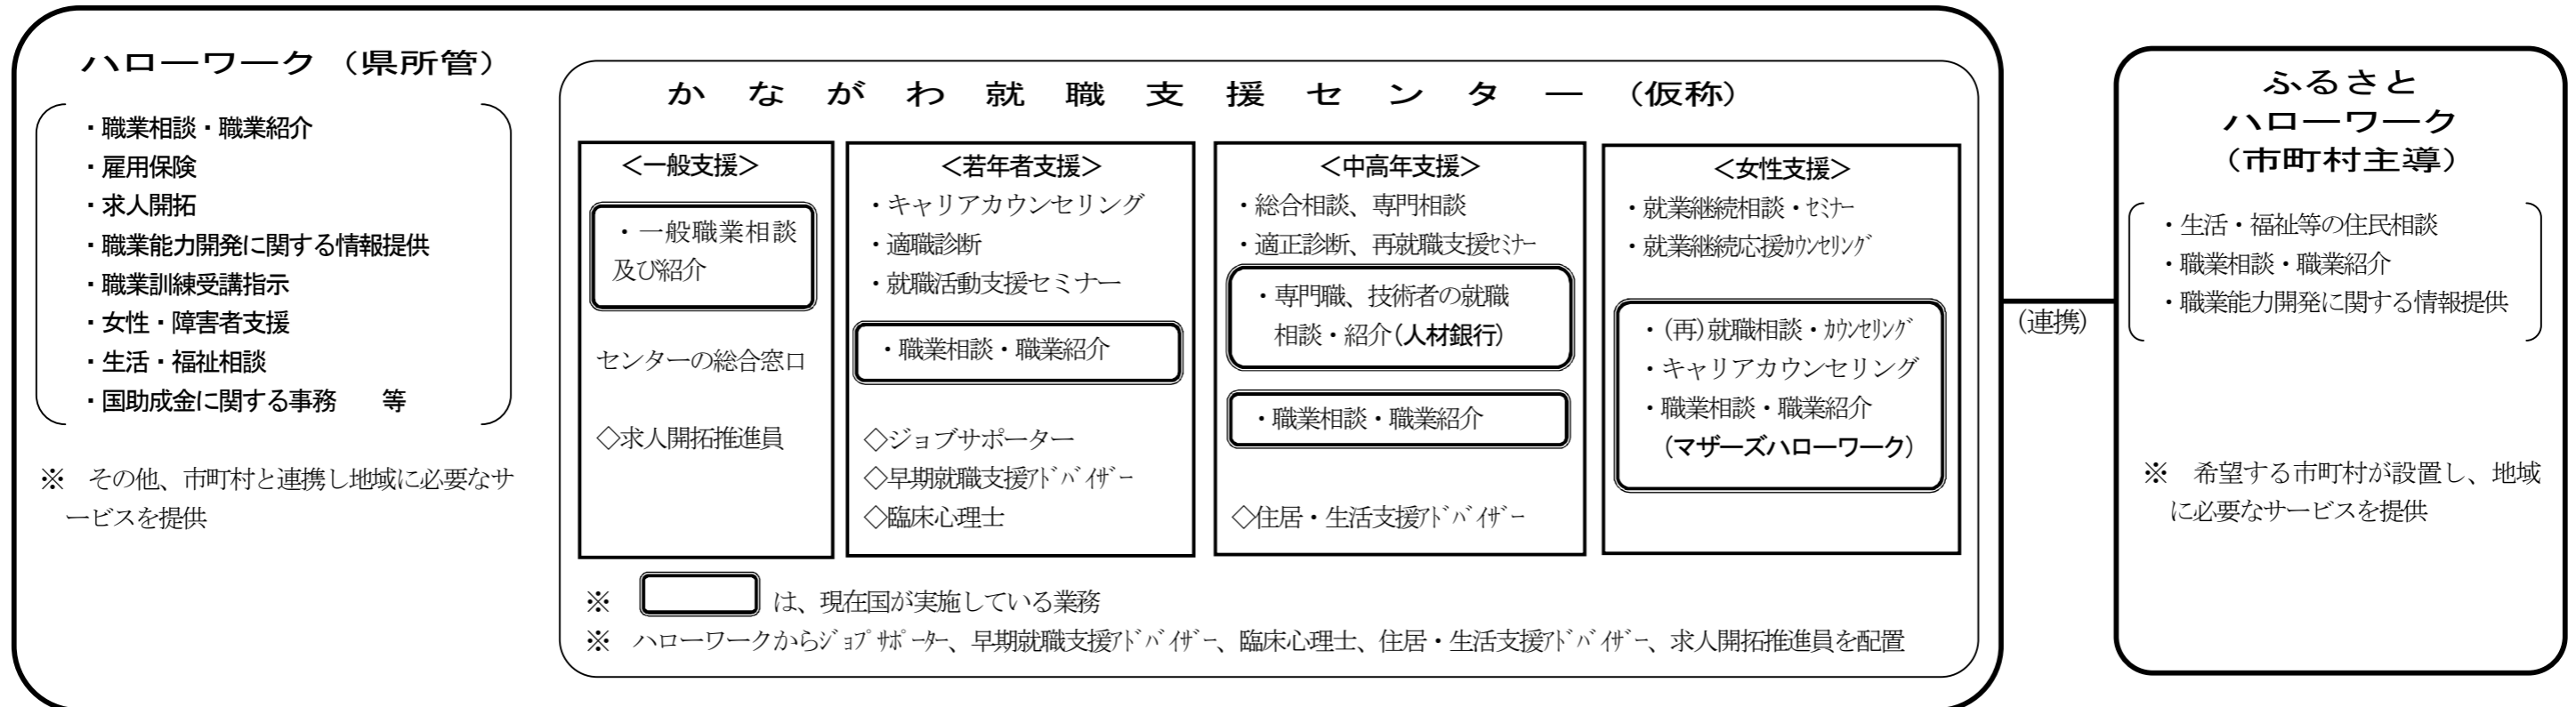 ハローワーク（県所管）
・職業相談・職業紹介
・雇用保険
・求人開拓
・職業能力開発に関する情報提供
・職業訓練受講指示
・女性・障害者支援
・生活・福祉相談
・国助成金に関する事務　等
※　その他、市町村と連携し地域に必要なサ
ービスを提供
かながわ就職支援センター（仮称）
＜一般支援＞
・一般職業相談
及び紹介
センターの総合窓口
◇求人開拓推進員
＜若年者支援＞
・キャリアカウンセリング
・適職診断
・就職活動支援セミナー
・職業相談・職業紹介
◇ジョブサポーター
◇早期就職支援ｱﾄﾞﾊﾞｲｻﾞｰ
◇臨床心理士
＜中高年支援＞
・総合相談、専門相談
・適正診断、再就職支援ｾﾐﾅｰ
・専門職、技術者の就職
相談・紹介（人材銀行）
・職業相談・職業紹介
◇住居・生活支援ｱﾄﾞﾊﾞｲｻﾞｰ
＜女性支援＞
・就業継続相談・ｾﾐﾅｰ
・就業継続応援ｶｳﾝｾﾘﾝｸﾞ
・（再）就職相談・ｶｳﾝｾﾘﾝｸﾞ
・キャリアカウンセリング
・職業相談・職業紹介
（マザーズハローワーク）
※　は、現在国が実施している業務
※　ハローワークからｼﾞｮﾌﾞｻﾎﾟｰﾀｰ、早期就職支援ｱﾄﾞﾊﾞｲｻﾞｰ、臨床心理士、住居・生活支援ｱﾄﾞﾊﾞｲｻﾞｰ、求人開拓推進員を配置
（連携）
ふるさと
ハローワーク
（市町村主導）
・生活・福祉等の住民相談
・職業相談・職業紹介
・職業能力開発に関する情報提供
※　希望する市町村が設置し、地域
に必要なサービスを提供